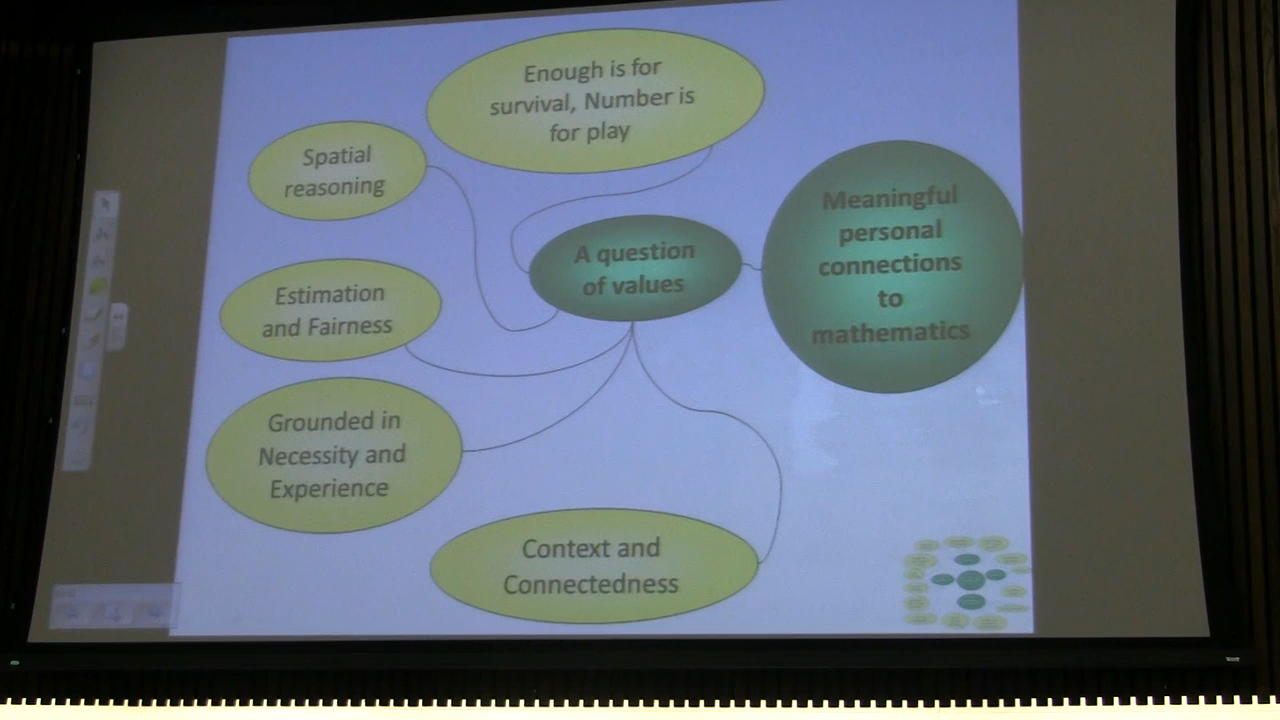 Enough is for
survival, Number is
for play
Spatial
reasoning
A question
of values
Meaningful
personal
connections
to
mathematics
Estimation
and Fairness
Grounded in
Necessity and
Experience
Context and
Connectedness